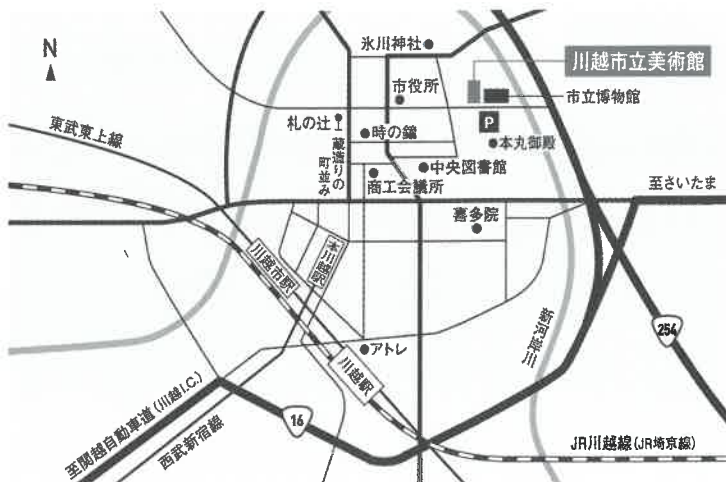 N
氷川神社
川越市立美術館
市役所
市立博物館
東武東上線
札の辻
時の鐘
P
本丸御殿
蔵造りの
町並み
中央図書館
商工会議所
至さいたま
喜多院
本川越駅
川越市駅
新河岸川
254
アトレ
川越駅
至関越自動車道(川越I.C.)
16
西武新宿線
JR川越線(JR埼京線)